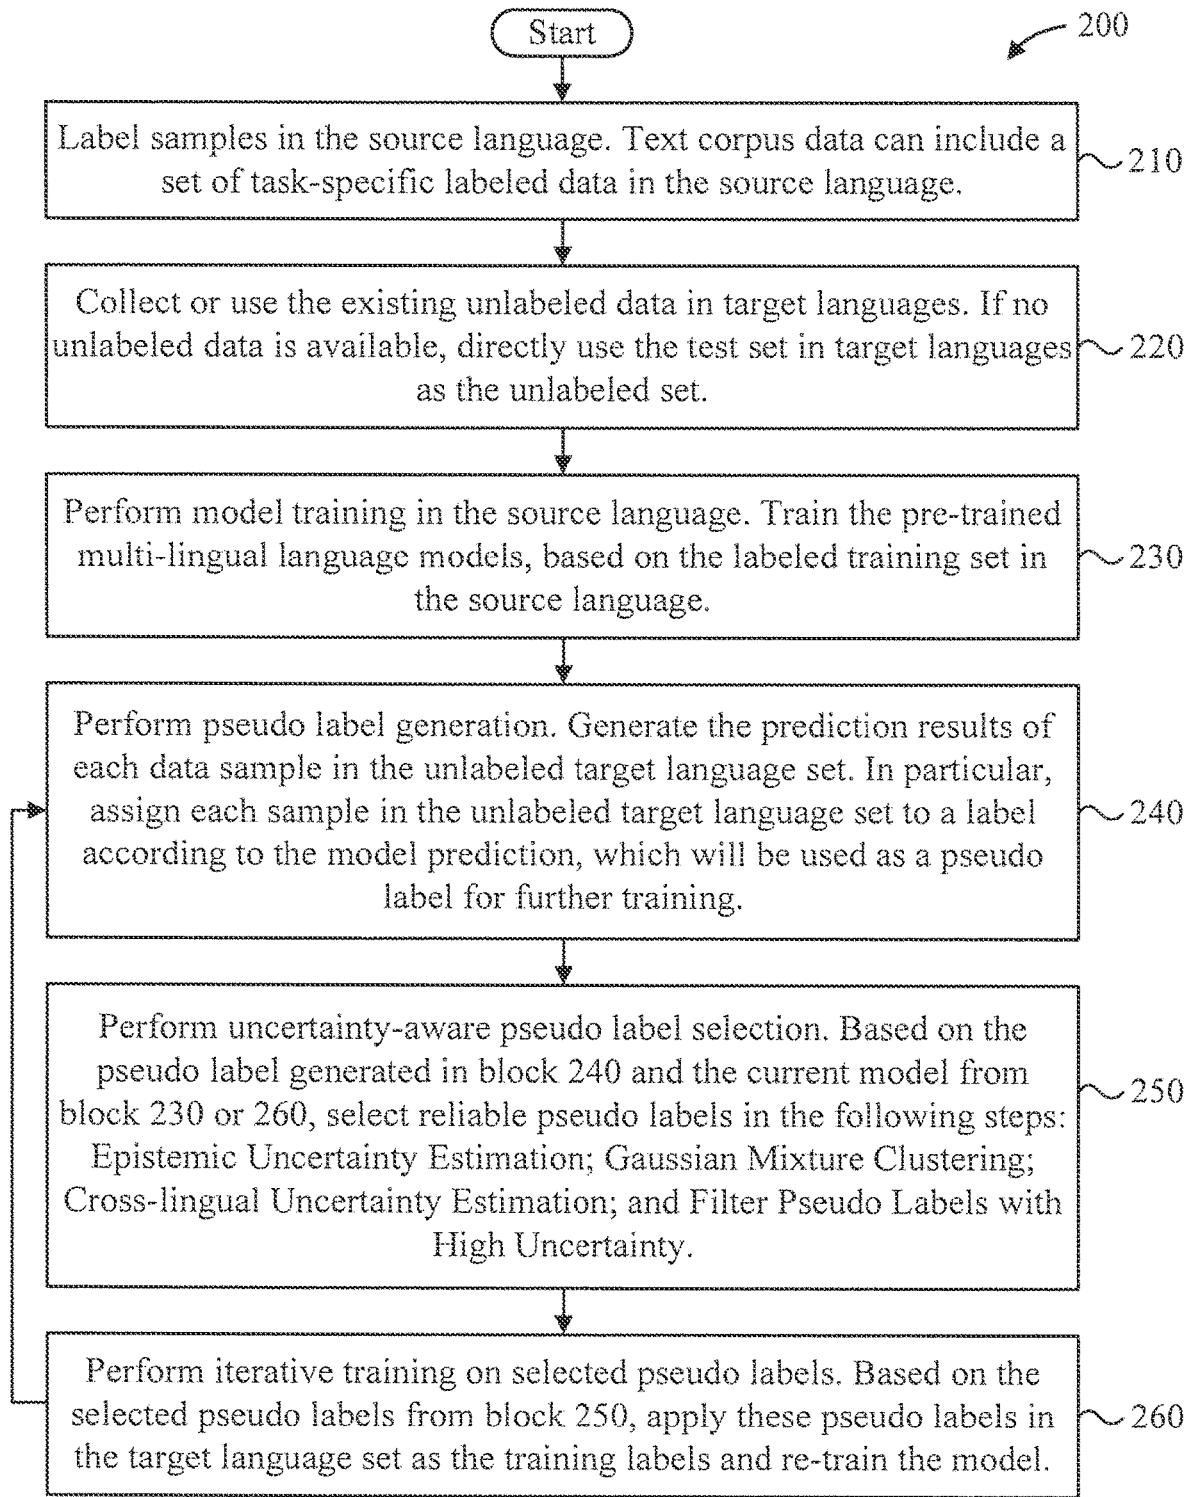 Start
200
Label samples in the source language. Text corpus data can include a
set of task-specific labeled data in the source language.
210
Collect or use the existing unlabeled data in target languages. If no
unlabeled data is available, directly use the test set in target languages
as the unlabeled set.
220
Perform model training in the source language. Train the pre-trained
multi-lingual language models, based on the labeled training set in
the source language.
230
Perform pseudo label generation. Generate the prediction results of
each data sample in the unlabeled target language set. In particular,
assign each sample in the unlabeled target language set to a label
according to the model prediction, which will be used as a pseudo
label for further training.
240
Perform uncertainty-aware pseudo label selection. Based on the
pseudo label generated in block 240 and the current model from
block 230 or 260, select reliable pseudo labels in the following steps:
Epistemic Uncertainty Estimation; Gaussian Mixture Clustering;
Cross-lingual Uncertainty Estimation; and Filter Pseudo Labels with
High Uncertainty.
250
Perform iterative training on selected pseudo labels. Based on the
selected pseudo labels from block 250, apply these pseudo labels in
the target language set as the training labels and re-train the model.
260